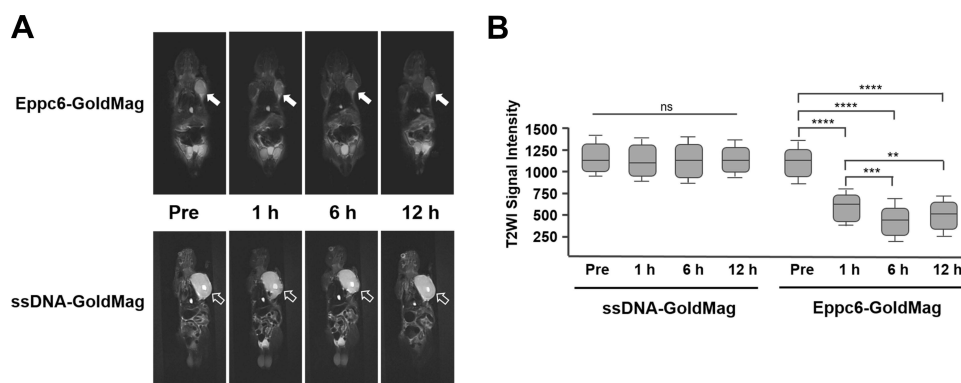 A
Eppc6-GoldMag
Pre 1 h 6 h 12 h
ssDNA-GoldMag
B
T2WI Signal Intensity
1500
1250
1000
750
500
250
ns
****
****
****
**
***
Pre 1 h 6 h 12 h Pre 1 h 6 h 12 h
ssDNA-GoldMag Eppc6-GoldMag